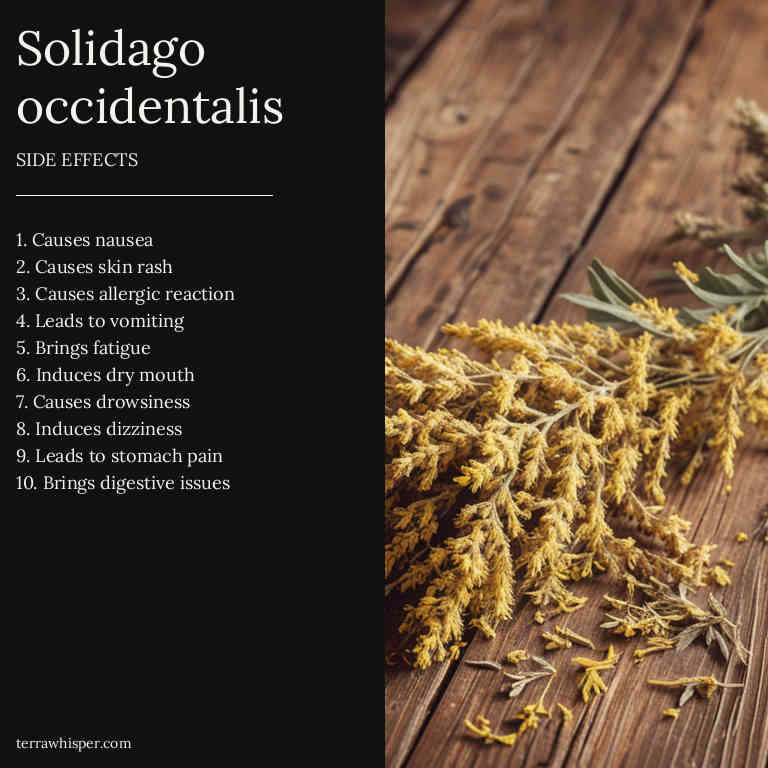 Solidago
occidentalis
SIDE EFFECTS
1. Causes nausea
2. Causes skin rash
3. Causes allergic reaction
4. Leads to vomiting
5. Brings fatigue
6. Induces dry mouth
7. Causes drowsiness
8. Induces dizziness
9. Leads to stomach pain
10. Brings digestive issues
terrawhisper.com